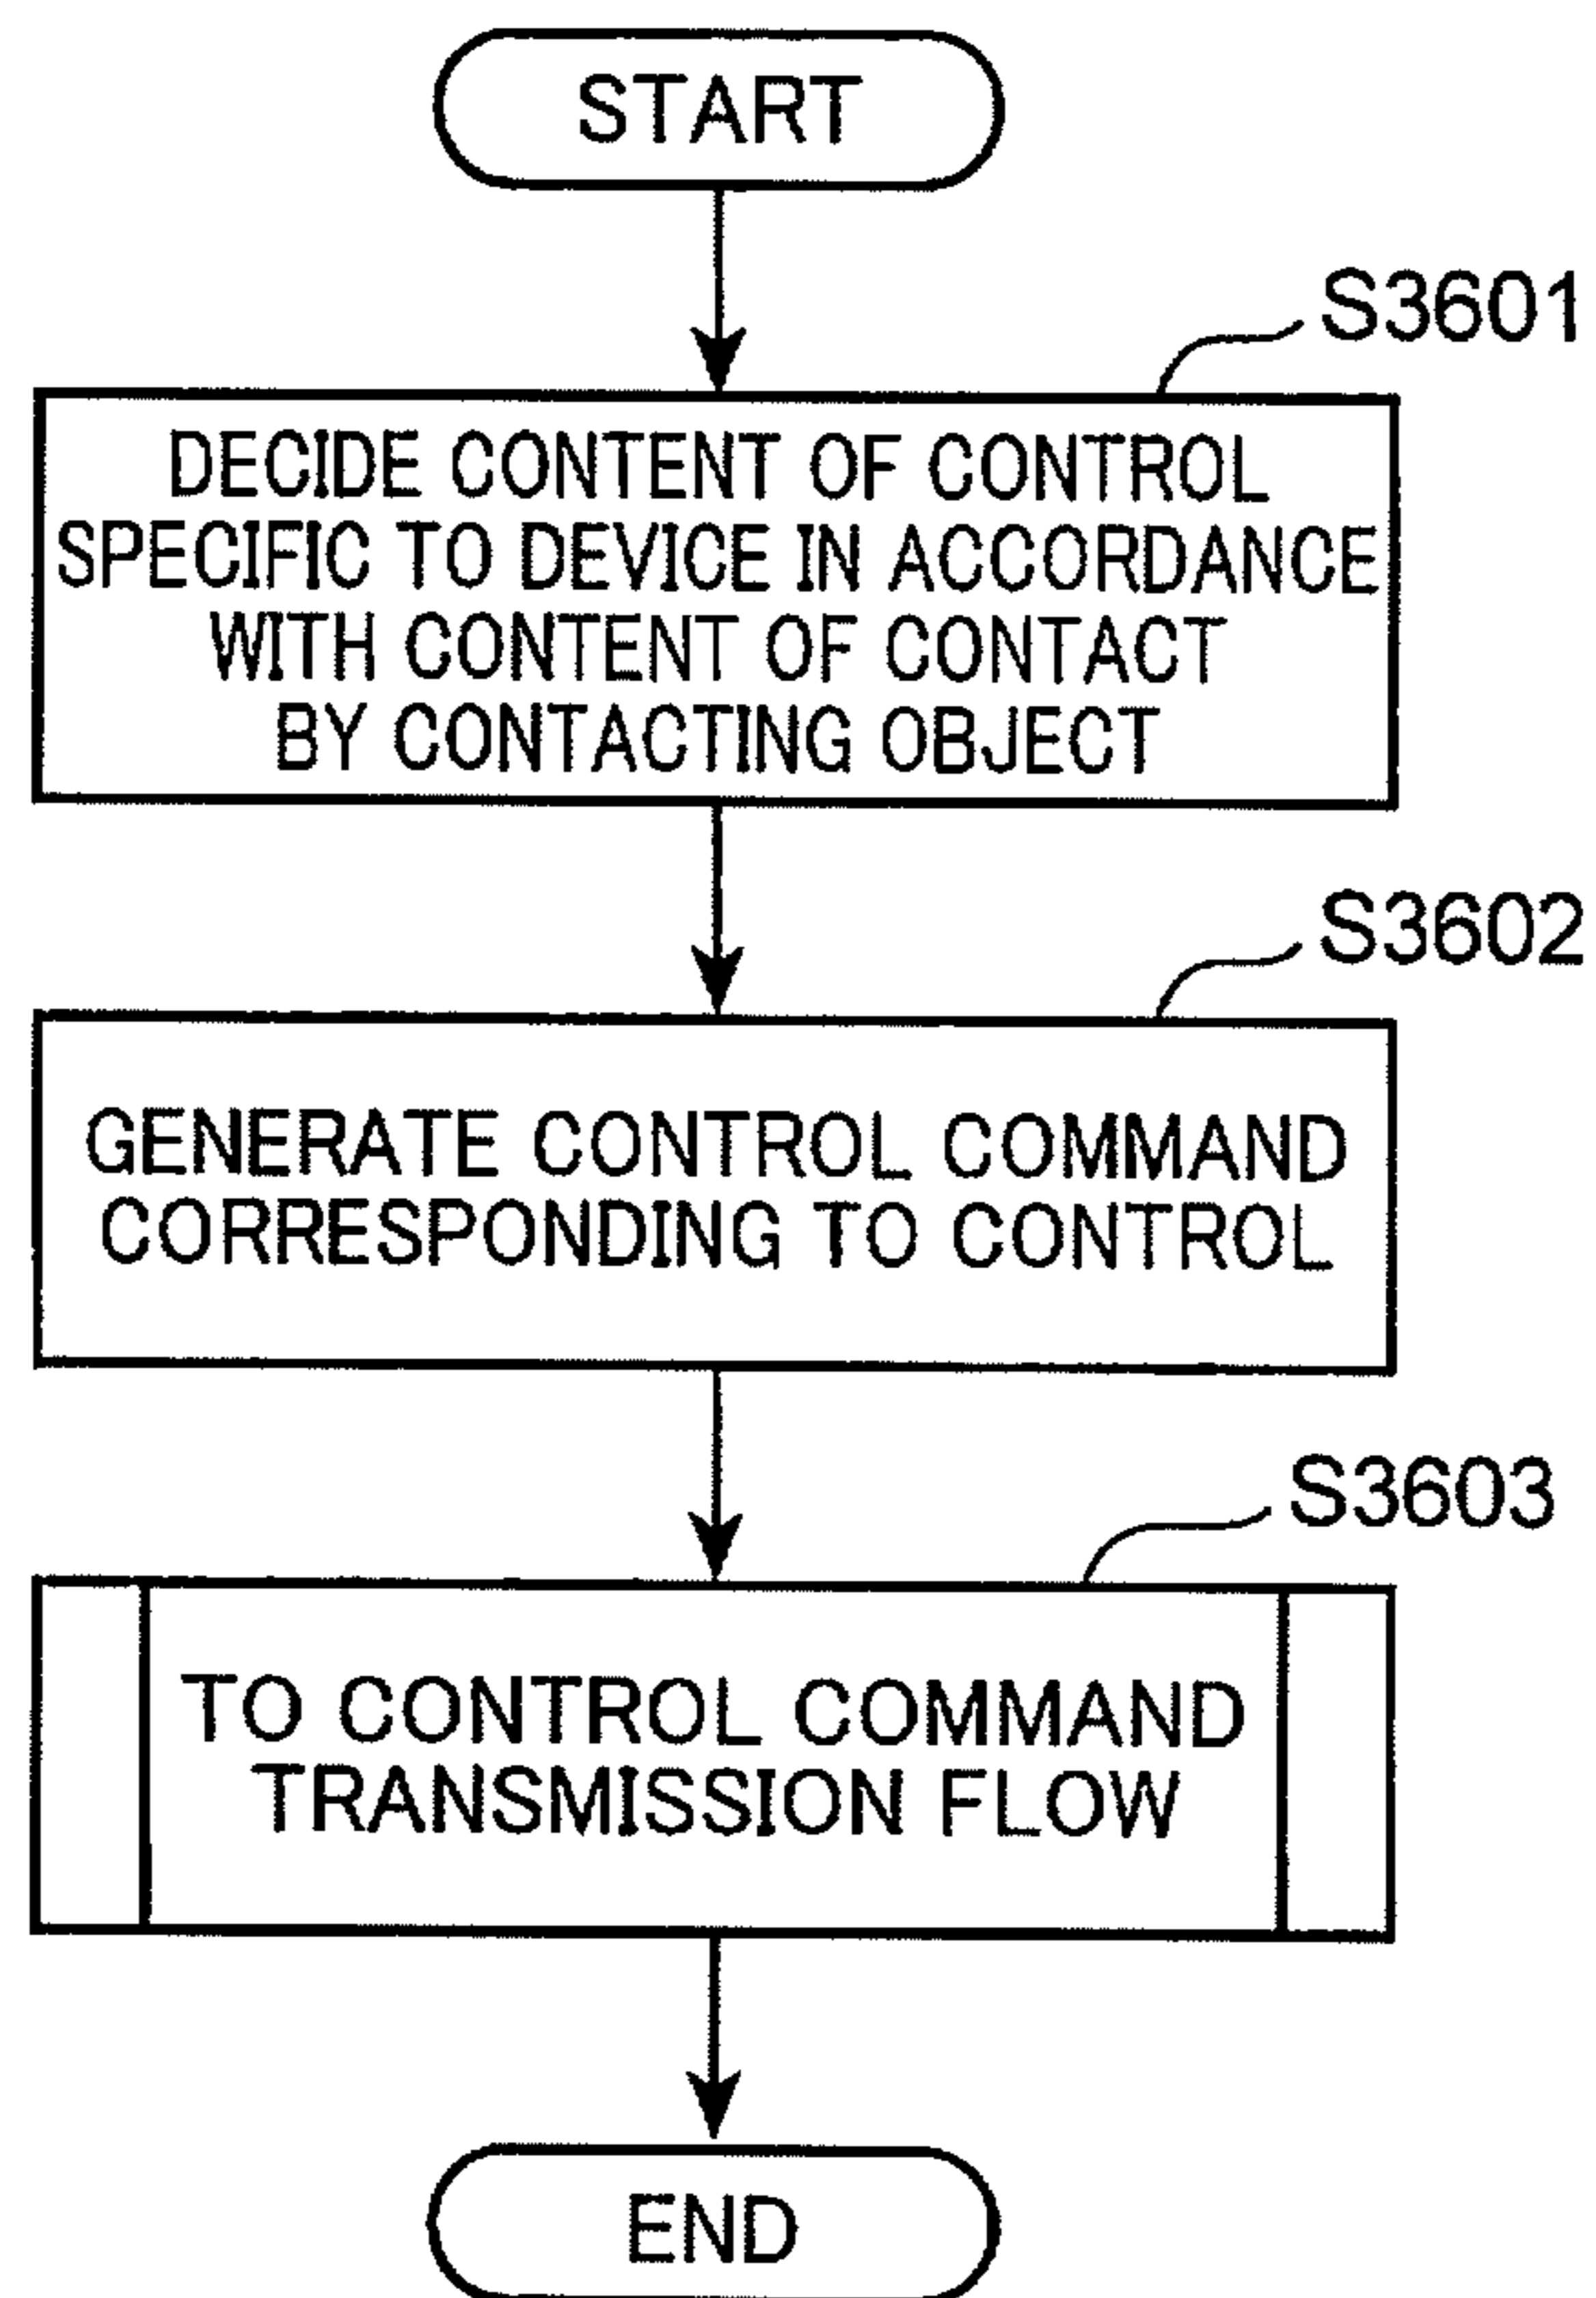 START
S3601
DECIDE CONTENT OF CONTROL
SPECIFIC TO DEVICE IN ACCORDANCE
WITH CONTENT OF CONTACT
BY CONTACTING OBJECT
S3602
GENERATE CONTROL COMMAND
CORRESPONDING TO CONTROL
S3603
TO CONTROL COMMAND
TRANSMISSION FLOW
END